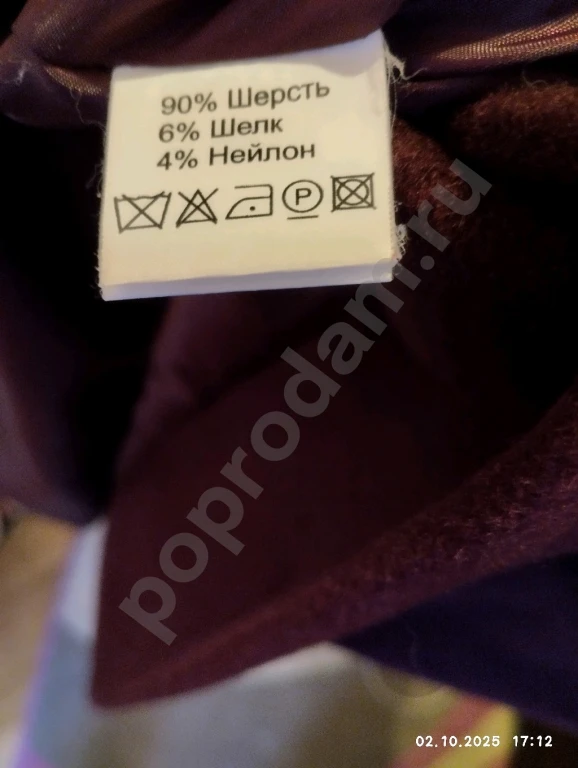 90% Шерсть
6% Шелк
4% Нейлон
P
poprodam.ru
02.10.2025 17:12